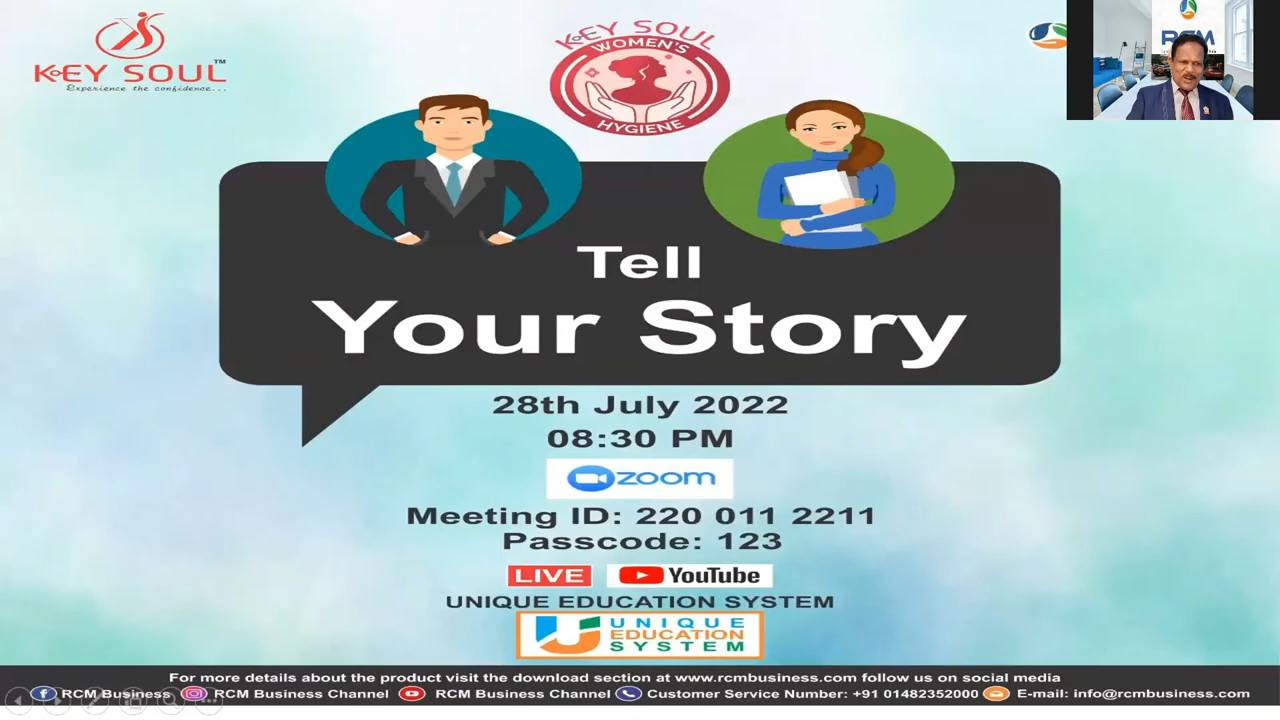 KEY SOUL™
Experience the confidence...
KEY SOUL
WOMEN'S
HYGIENE
RCM
Tell
Your Story
28th July 2022
08:30 PM
zoom
Meeting ID: 220 011 2211
Passcode: 123
LIVE YouTube
UNIQUE EDUCATION SYSTEM
UNIQUE
EDUCATION
SYSTEM
For more details about the product visit the download section at www.rcmbusiness.com follow us on social media
RCM Business RCM Business Channel RCM Business Channel Customer Service Number: +91 01482352000 E-mail: info@rcmbusiness.com